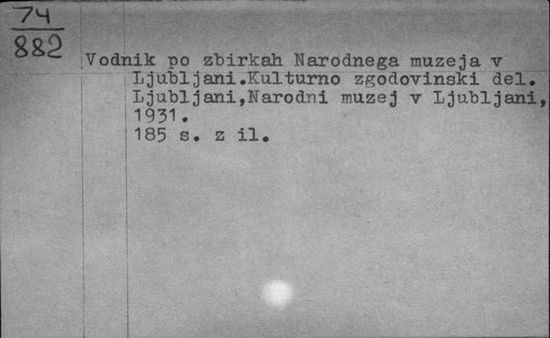 74
882
Vodnik po zbirkah Narodnega muzeja v
Ljubljani.Kulturno zgodovinski del.
Ljubljani,Narodni muzej v Ljubljani,
1931.
185 s. z il.